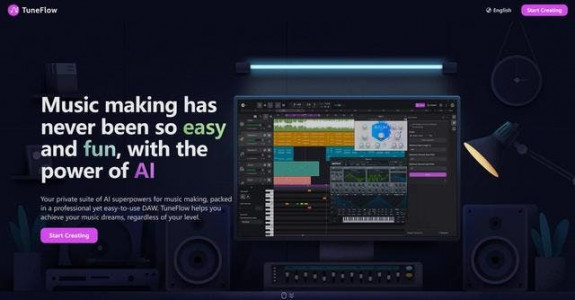 TuneFlow
English
Start Creating
Music making has
never been so easy
and fun, with the
power of AI
Your private suite of AI superpowers for music making, packed
in a professional yet easy-to-use DAW. TuneFlow helps you
achieve your music dreams, regardless of your level.
Start Creating